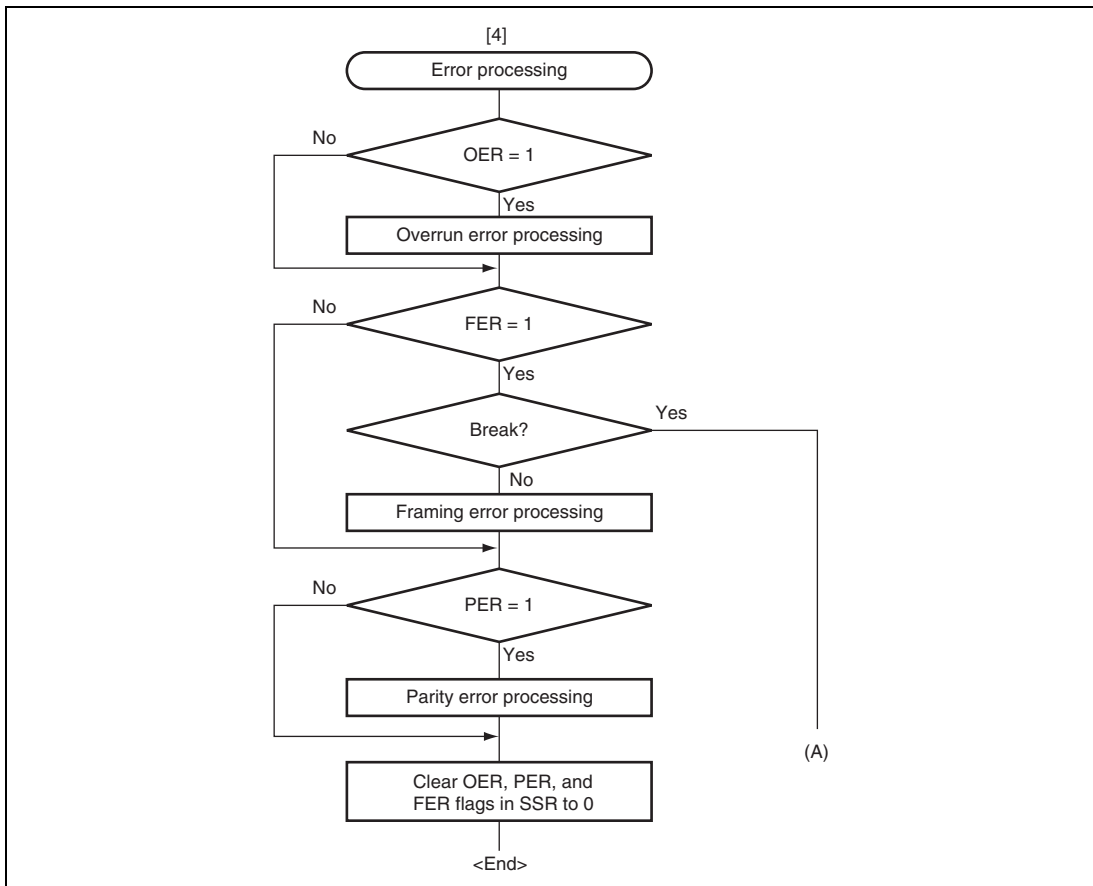 [4]
Error processing
No
OER = 1
Yes
Overrun error processing
No
FER = 1
Yes
Break?
Yes
No
Framing error processing
No
PER = 1
Yes
Parity error processing
(A)
Clear OER, PER, and
FER flags in SSR to 0
<End>